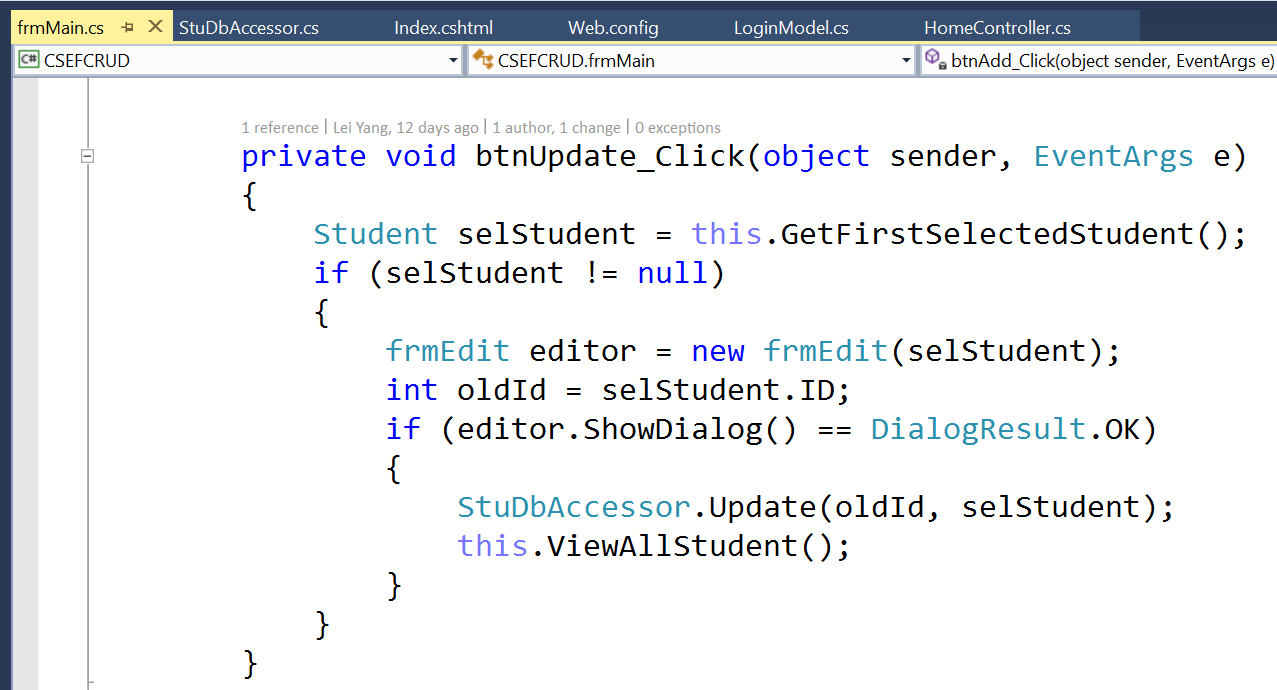 frmMain.cs StuDbAccessor.cs Index.cshtml Web.config LoginModel.cs HomeController.cs
C# CSEFCRUD CSEFCRUD.frmMain btnAdd_Click(object sender, EventArgs e)
1 reference | Lei Yang, 12 days ago | 1 author, 1 change | 0 exceptions
private void btnUpdate_Click(object sender, EventArgs e)
{
Student selStudent = this.GetFirstSelectedStudent();
if (selStudent != null)
{
frmEdit editor = new frmEdit(selStudent);
int oldId = selStudent.ID;
if (editor.ShowDialog() == DialogResult.OK)
{
StuDbAccessor.Update(oldId, selStudent);
this.ViewAllStudent();
}
}
}